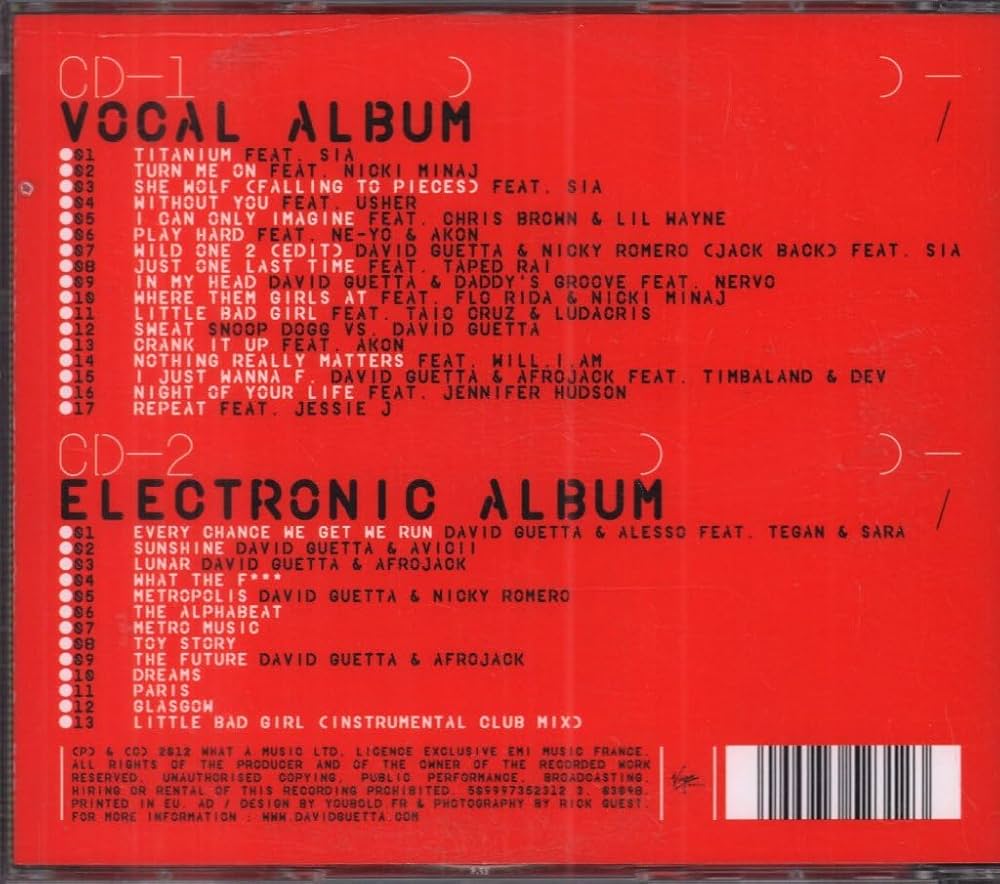 CD-1
VOCAL ALBUM
01 TITANIUM FEAT. SIA
02 TURN ME ON FEAT. NICKI MINAJ
03 SHE WOLF (FALLING TO PIECES) FEAT. SIA
04 WITHOUT YOU FEAT. USHER
05 I CAN ONLY IMAGINE FEAT. CHRIS BROWN & LIL WAYNE
06 PLAY HARD FEAT. NE-YO & AKON
07 WILD ONE 2 (EDIT) DAVID GUETTA & NICKY ROMERO (JACK BACK) FEAT. SIA
08 JUST ONE LAST TIME FEAT. TAPED RAI
09 IN MY HEAD DAVID GUETTA & DADDY'S GROOVE FEAT. NERVO
10 WHERE THEM GIRLS AT FEAT. FLO RIDA & NICKI MINAJ
11 LITTLE BAD GIRL FEAT. TAIO CRUZ & LUDACRIS
12 SWEAT SNOOP DOGG VS. DAVID GUETTA
13 CRANK IT UP FEAT. AKON
14 NOTHING REALLY MATTERS FEAT. WILL.I.AM
15 I JUST WANNA F. DAVID GUETTA & AFROJACK FEAT. TIMBALAND & DEV
16 NIGHT OF YOUR LIFE FEAT. JENNIFER HUDSON
17 REPEAT FEAT. JESSIE J
CD-2
ELECTRONIC ALBUM
01 EVERY CHANCE WE GET WE RUN DAVID GUETTA & ALESSO FEAT. TEGAN & SARA
02 SUNSHINE DAVID GUETTA & AVICII
03 LUNAR DAVID GUETTA & AFROJACK
04 WHAT THE F***
05 METROPOLIS DAVID GUETTA & NICKY ROMERO
06 THE ALPHABEAT
07 METRO MUSIC
08 TOY STORY
09 THE FUTURE DAVID GUETTA & AFROJACK
10 DREAMS
11 PARIS
12 GLASGOW
13 LITTLE BAD GIRL (INSTRUMENTAL CLUB MIX)
(P) & (C) 2012 WHAT A MUSIC LTD. LICENCE EXCLUSIVE EMI MUSIC FRANCE.
ALL RIGHTS OF THE PRODUCER AND OF THE OWNER OF THE RECORDED WORK
RESERVED. UNAUTHORISED COPYING, PUBLIC PERFORMANCE, BROADCASTING,
HIRING OR RENTAL OF THIS RECORDING PROHIBITED. 509997352312 3. 03098.
PRINTED IN EU. AD / DESIGN BY YOUBOLD.FR & PHOTOGRAPHY BY RICK GUEST.
FOR MORE INFORMATION : WWW.DAVIDGUETTA.COM
Virgin